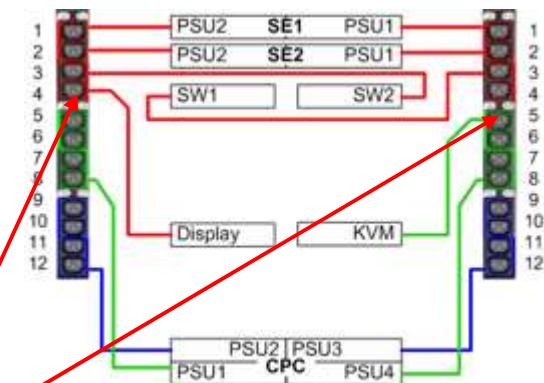 1 PSU2 SE1 PSU1 1
2 PSU2 SE2 PSU1 2
3 3
4 SW1 SW2 4
5 5
6 6
7 7
8 8
9 9
10 Display KVM 10
11 11
12 12
PSU2 PSU3
PSU1 CPC PSU4